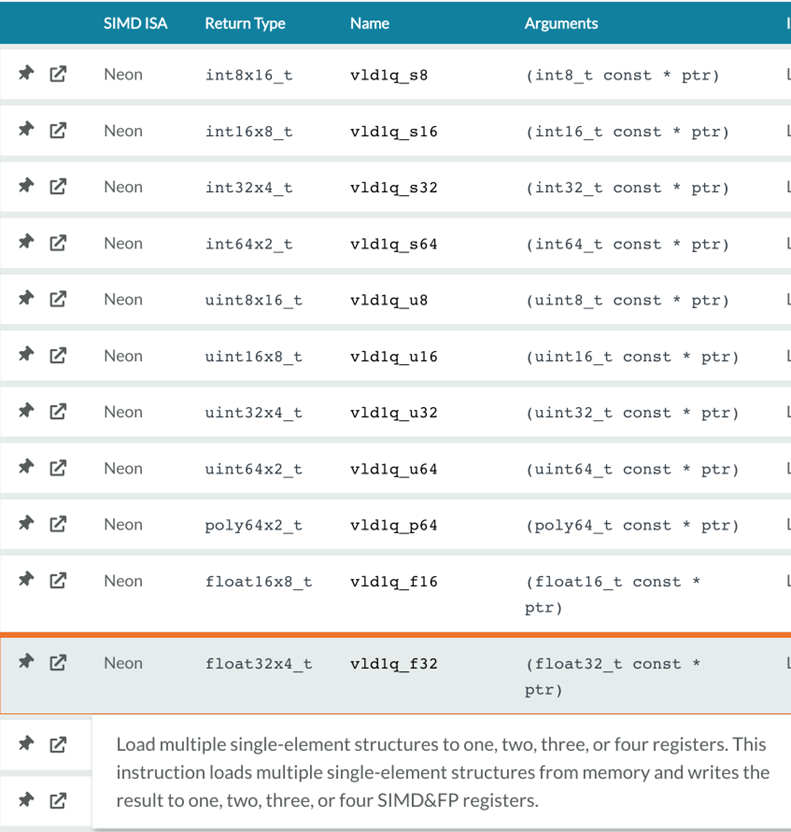 SIMD ISA Return Type Name Arguments
Neon int8x16_t vld1q_s8 (int8_t const * ptr)
Neon int16x8_t vld1q_s16 (int16_t const * ptr)
Neon int32x4_t vld1q_s32 (int32_t const * ptr)
Neon int64x2_t vld1q_s64 (int64_t const * ptr)
Neon uint8x16_t vld1q_u8 (uint8_t const * ptr)
Neon uint16x8_t vld1q_u16 (uint16_t const * ptr)
Neon uint32x4_t vld1q_u32 (uint32_t const * ptr)
Neon uint64x2_t vld1q_u64 (uint64_t const * ptr)
Neon poly64x2_t vld1q_p64 (poly64_t const * ptr)
Neon float16x8_t vld1q_f16 (float16_t const *
ptr)
Neon float32x4_t vld1q_f32 (float32_t const *
ptr)
Load multiple single-element structures to one, two, three, or four registers. This
instruction loads multiple single-element structures from memory and writes the
result to one, two, three, or four SIMD&FP registers.